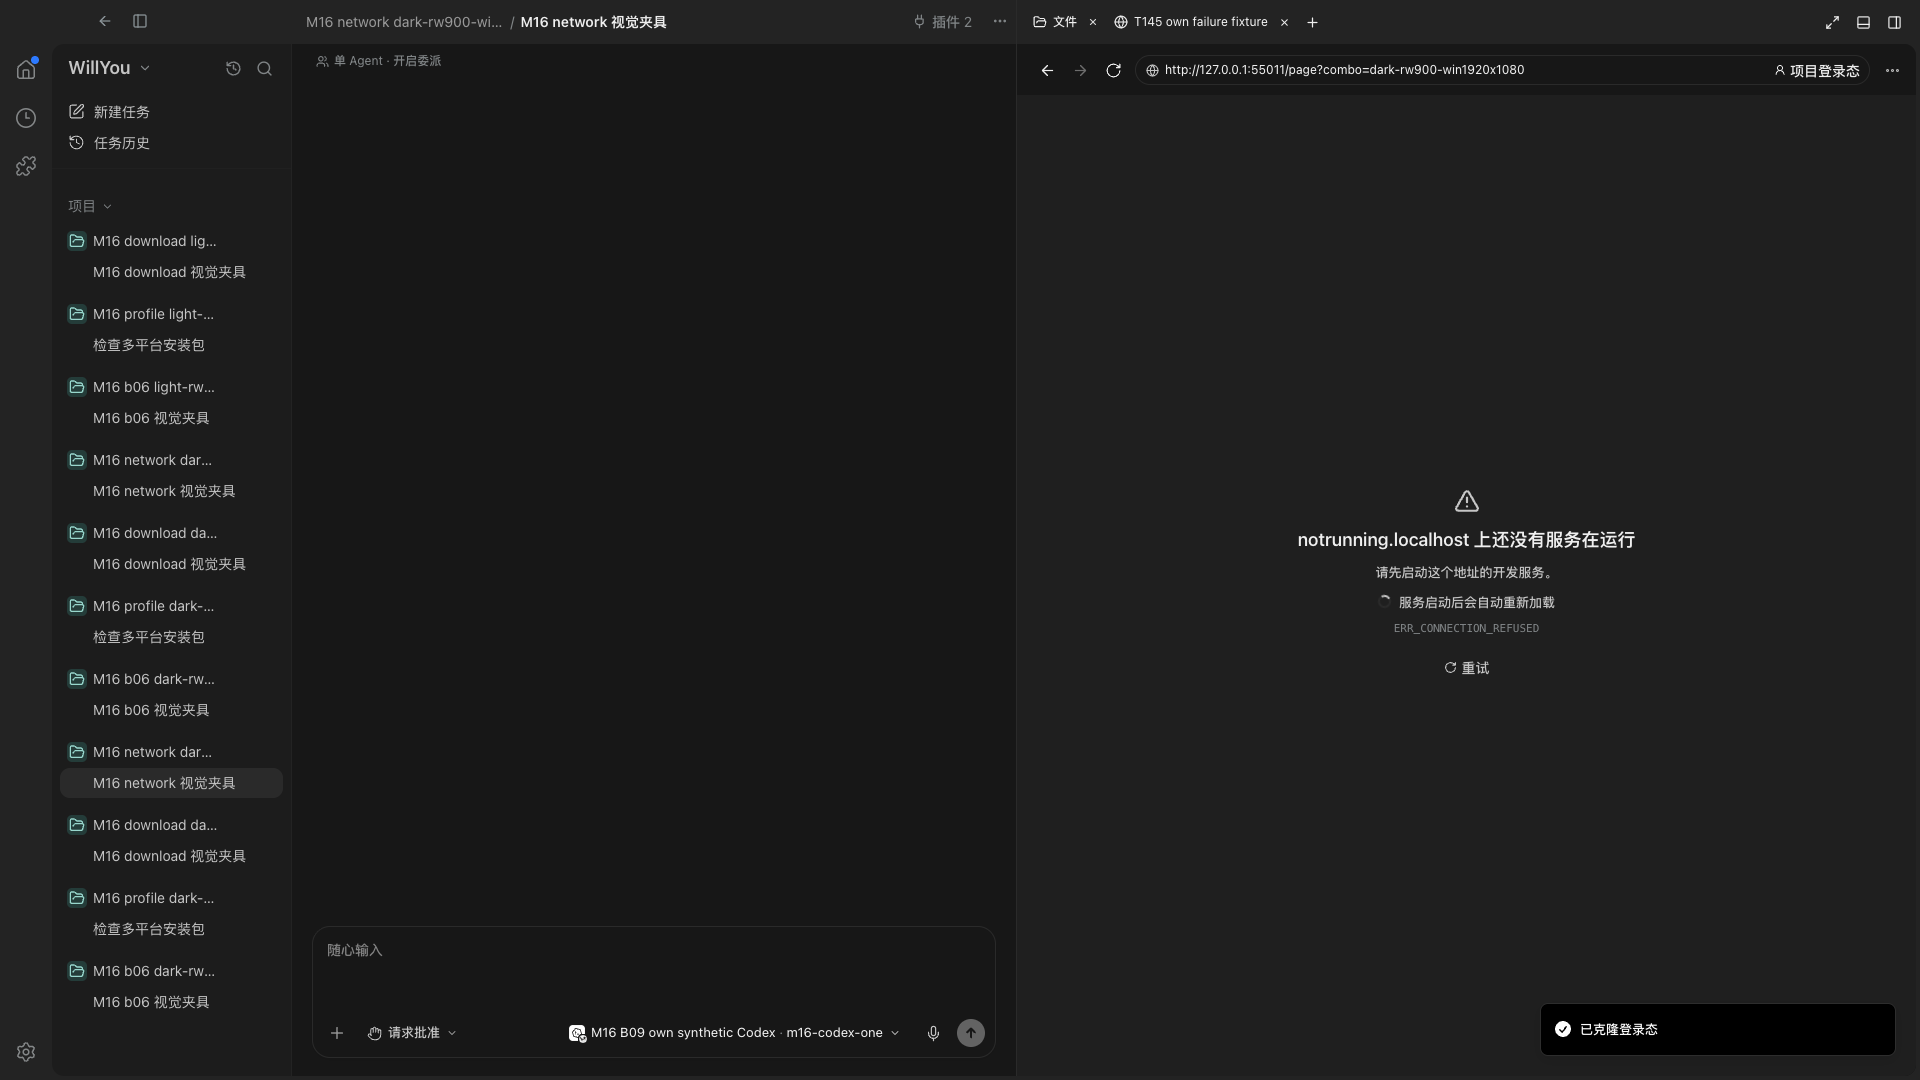 M16 network dark-rw900-wi... / M16 network 视觉夹具
插件 2
文件
T145 own failure fixture
WillYou
单 Agent · 开启委派
http://127.0.0.1:55011/page?combo=dark-rw900-win1920x1080
项目登录态
新建任务
任务历史
项目
M16 download lig...
M16 download 视觉夹具
M16 profile light-...
检查多平台安装包
M16 b06 light-rw...
M16 b06 视觉夹具
M16 network dar...
M16 network 视觉夹具
M16 download da...
M16 download 视觉夹具
M16 profile dark-...
检查多平台安装包
M16 b06 dark-rw...
M16 b06 视觉夹具
M16 network dar...
M16 network 视觉夹具
M16 download da...
M16 download 视觉夹具
M16 profile dark-...
检查多平台安装包
M16 b06 dark-rw...
M16 b06 视觉夹具
notrunning.localhost 上还没有服务在运行
请先启动这个地址的开发服务。
服务启动后会自动重新加载
ERR_CONNECTION_REFUSED
重试
随心输入
请求批准
M16 B09 own synthetic Codex · m16-codex-one
已克隆登录态